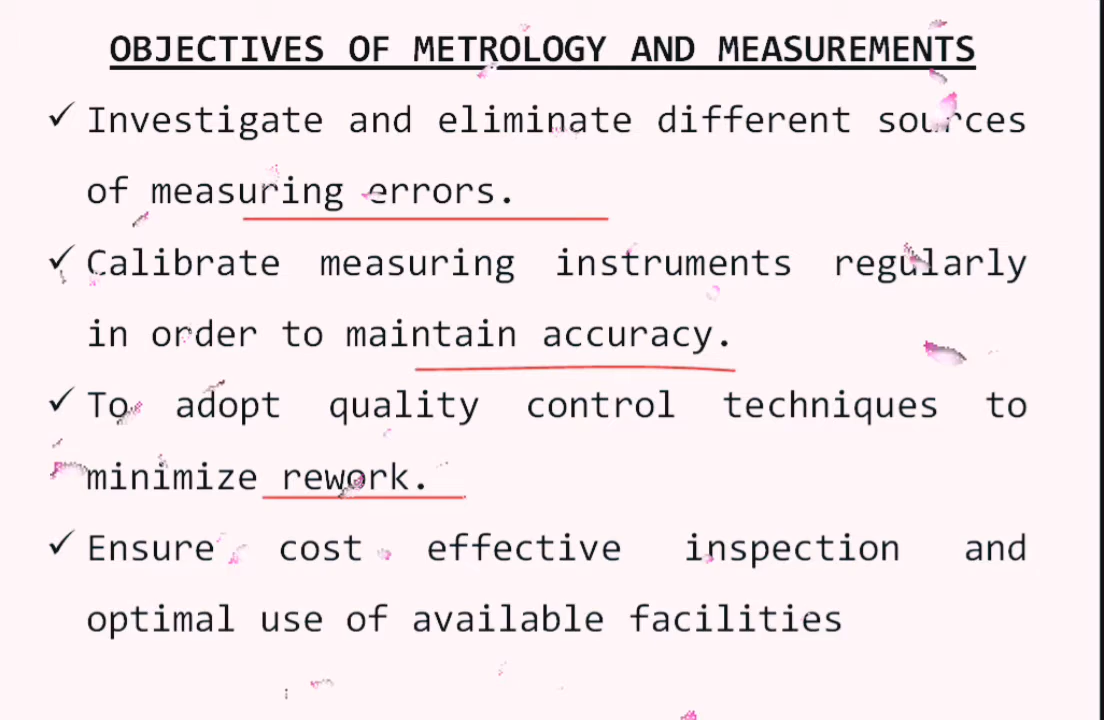 OBJECTIVES OF METROLOGY AND MEASUREMENTS
✓ Investigate and eliminate different sources
of measuring errors.
✓ Calibrate measuring instruments regularly
in order to maintain accuracy.
✓ To adopt quality control techniques to
minimize rework.
✓ Ensure cost effective inspection and
optimal use of available facilities